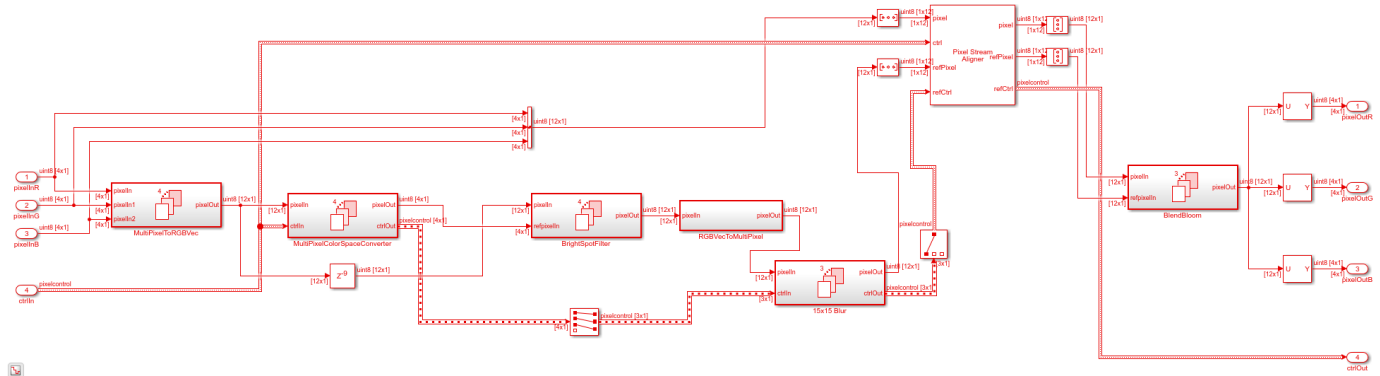 uint8 [1x12]
[12x1]
[1x12]
pixel
pixel
uint8 [1x12]
uint8 [12x1]
ctrl
Pixel Stream
Aligner
uint8 [1x12]
[12x1]
[1x12]
refPixel
refPixel
uint8 [1x12]
uint8 [12x1]
refCtrl
refCtrl
pixelcontrol
[4x1]
[4x1]
[4x1]
uint8 [12x1]
1
pixelInR
uint8 [4x1]
2
pixelInG
uint8 [4x1]
3
pixelInB
uint8 [4x1]
4
ctrlIn
pixelcontrol
[4x1]
[4x1]
[4x1]
pixelIn
pixelIn1
pixelIn2
4
pixelOut
MultiPixelToRGBVec
uint8 [12x1]
[12x1]
pixelIn
ctrlIn
4
pixelOut
ctrlOut
MultiPixelColorSpaceConverter
uint8 [4x1]
pixelcontrol [4x1]
[12x1]
Z-9
uint8 [12x1]
[12x1]
[4x1]
pixelIn
refpixelIn
4
pixelOut
BrightSpotFilter
uint8 [12x1]
[12x1]
pixelIn
pixelOut
RGBVecToMultiPixel
uint8 [12x1]
[4x1]
pixelcontrol [3x1]
[12x1]
[3x1]
pixelIn
ctrlIn
3
pixelOut
ctrlOut
15x15 Blur
uint8 [12x1]
pixelcontrol [3x1]
pixelcontrol
[3x1]
[12x1]
[12x1]
pixelIn
refpixelIn
3
pixelOut
BlendBloom
uint8 [12x1]
[12x1]
U Y
uint8 [4x1]
[4x1]
1
pixelOutR
[12x1]
U Y
uint8 [4x1]
[4x1]
2
pixelOutG
[12x1]
U Y
uint8 [4x1]
[4x1]
3
pixelOutB
4
ctrlOut